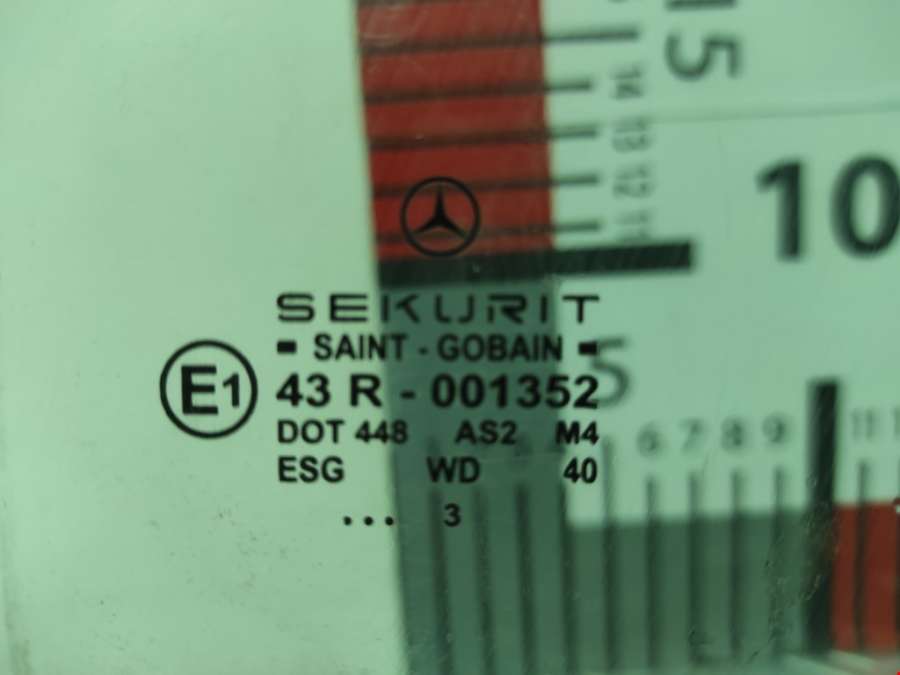 15
14
13
12
11
10
SEKURIT
- SAINT - GOBAIN -
E1
43 R - 001352
5
DOT 448 AS2 M4
6 7 8 9 11
ESG WD 40
... 3